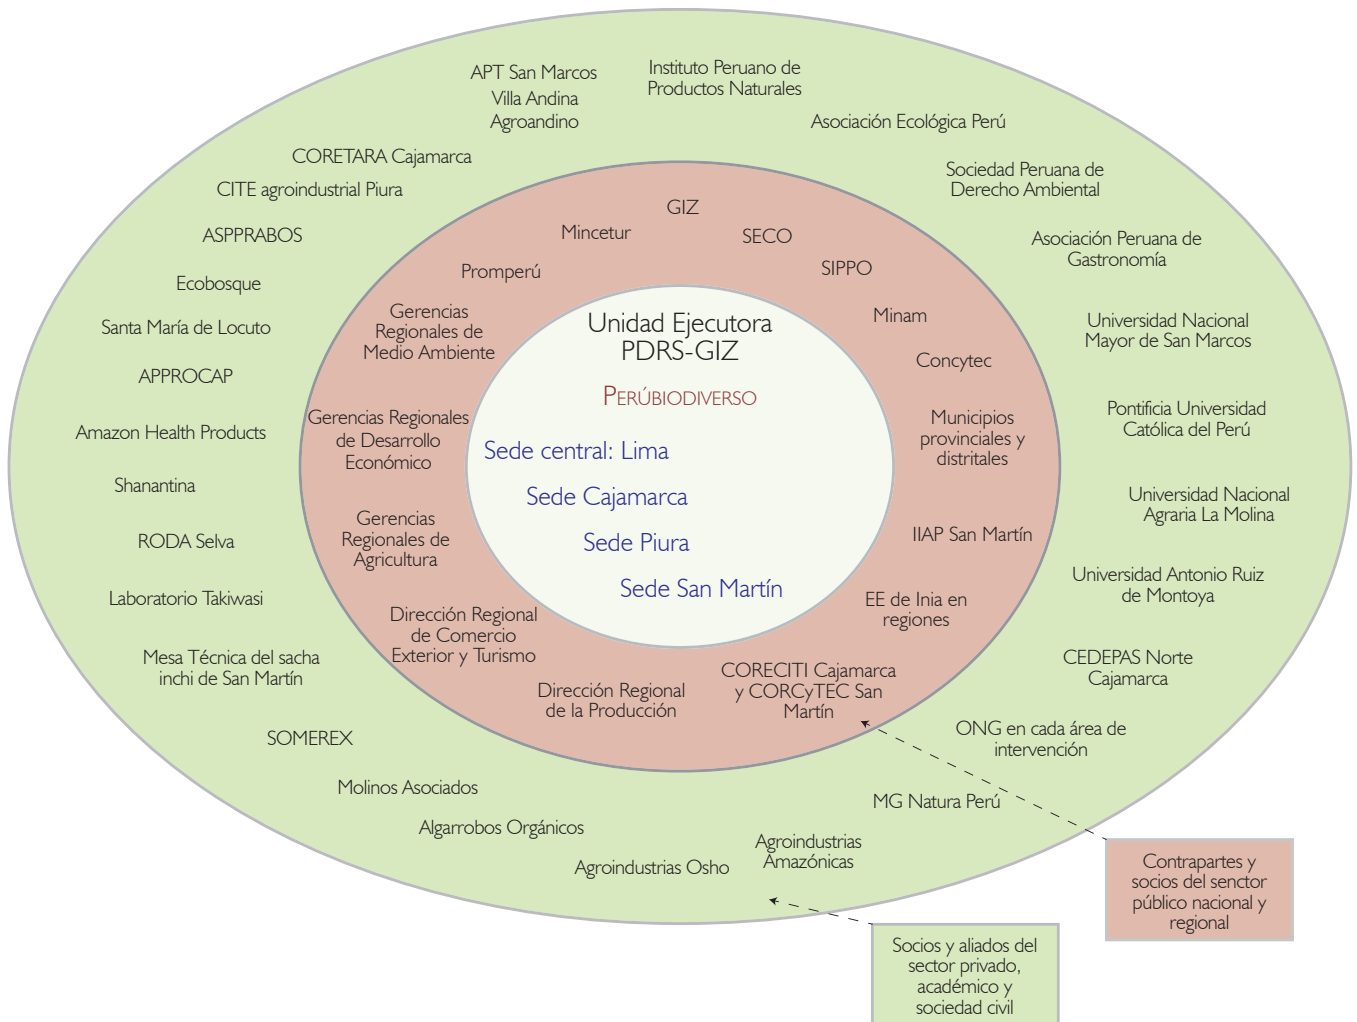 APT San Marcos
Villa Andina
Agroandino
Instituto Peruano de
Productos Naturales
Asociación Ecológica Perú
Sociedad Peruana de
Derecho Ambiental
Asociación Peruana de
Gastronomía
Universidad Nacional
Mayor de San Marcos
Pontificia Universidad
Católica del Perú
Universidad Nacional
Agraria La Molina
Universidad Antonio Ruiz
de Montoya
CEDEPAS Norte
Cajamarca
ONG en cada área de
intervención
MG Natura Perú
Agroindustrias
Amazónicas
Agroindustrias Osho
Algarrobos Orgánicos
Molinos Asociados
SOMEREX
Mesa Técnica del sacha
inchi de San Martín
Laboratorio Takiwasi
RODA Selva
Shanantina
Amazon Health Products
APPROCAP
Santa María de Locuto
Ecobosque
ASPPRABOS
CITE agroindustrial Piura
CORETARA Cajamarca
GIZ
SECO
SIPPO
Minam
Concytec
Municipios
provinciales y
distritales
IIAP San Martín
EE de Inia en
regiones
CORECITI Cajamarca
y CORCyTEC San
Martín
Dirección Regional
de la Producción
Dirección Regional
de Comercio
Exterior y Turismo
Gerencias
Regionales de
Agricultura
Gerencias Regionales
de Desarrollo
Económico
Gerencias
Regionales de
Medio Ambiente
Promperú
Mincetur
Unidad Ejecutora
PDRS-GIZ
PERÚBIODIVERSO
Sede central: Lima
Sede Cajamarca
Sede Piura
Sede San Martín
Contrapartes y
socios del senctor
público nacional y
regional
Socios y aliados del
sector privado,
académico y
sociedad civil